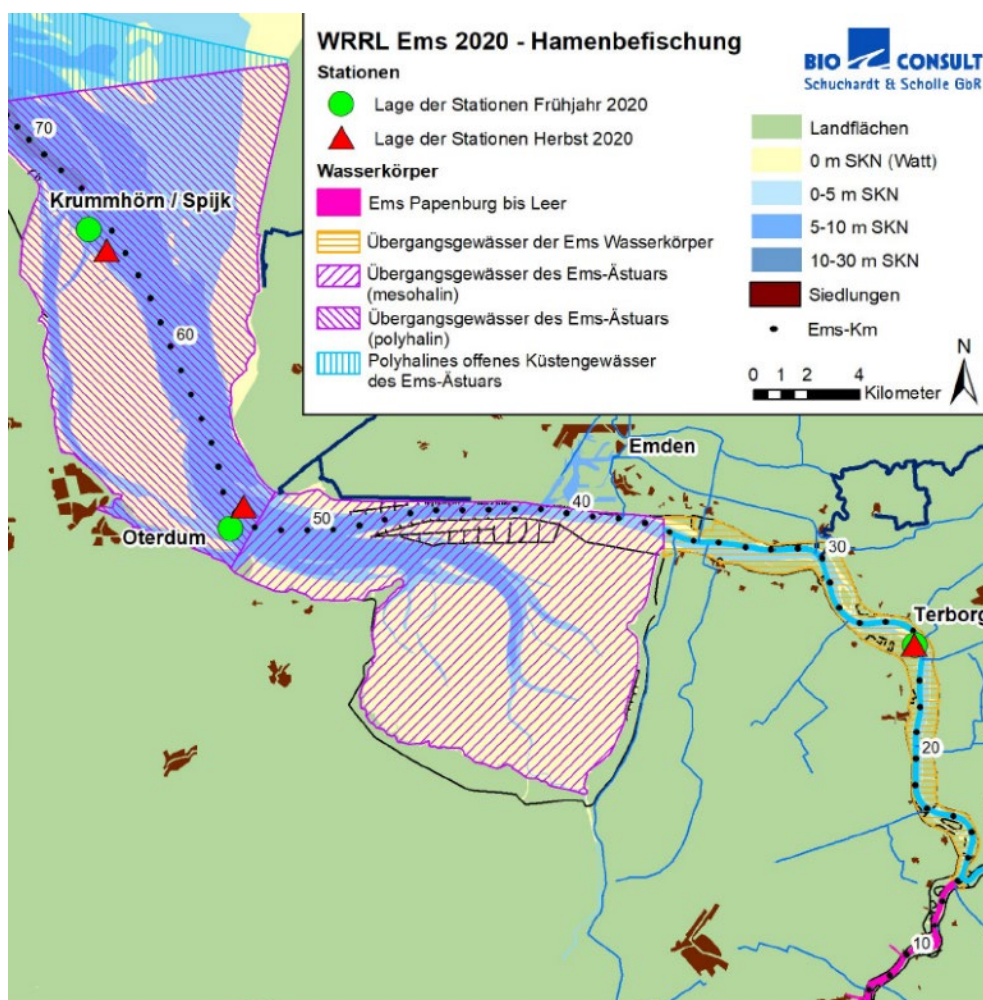 WRRL Ems 2020 - Hamenbefischung
Stationen
Lage der Stationen Frühjahr 2020
Lage der Stationen Herbst 2020
Wasserkörper
Ems Papenburg bis Leer
Übergangsgewässer der Ems Wasserkörper
Übergangsgewässer des Ems-Ästuars
(mesohalin)
Übergangsgewässer des Ems-Ästuars
(polyhalin)
Polyhalines offenes Küstengewässer
des Ems-Ästuars
BIO CONSULT
Schuchardt & Scholle GbR
Landflächen
0 m SKN (Watt)
0-5 m SKN
5-10 m SKN
10-30 m SKN
Siedlungen
Ems-Km
N
0 1 2 4
Kilometer
70
Krummhörn / Spijk
60
Emden
50
40
Oterdum
30
Terborg
20
10